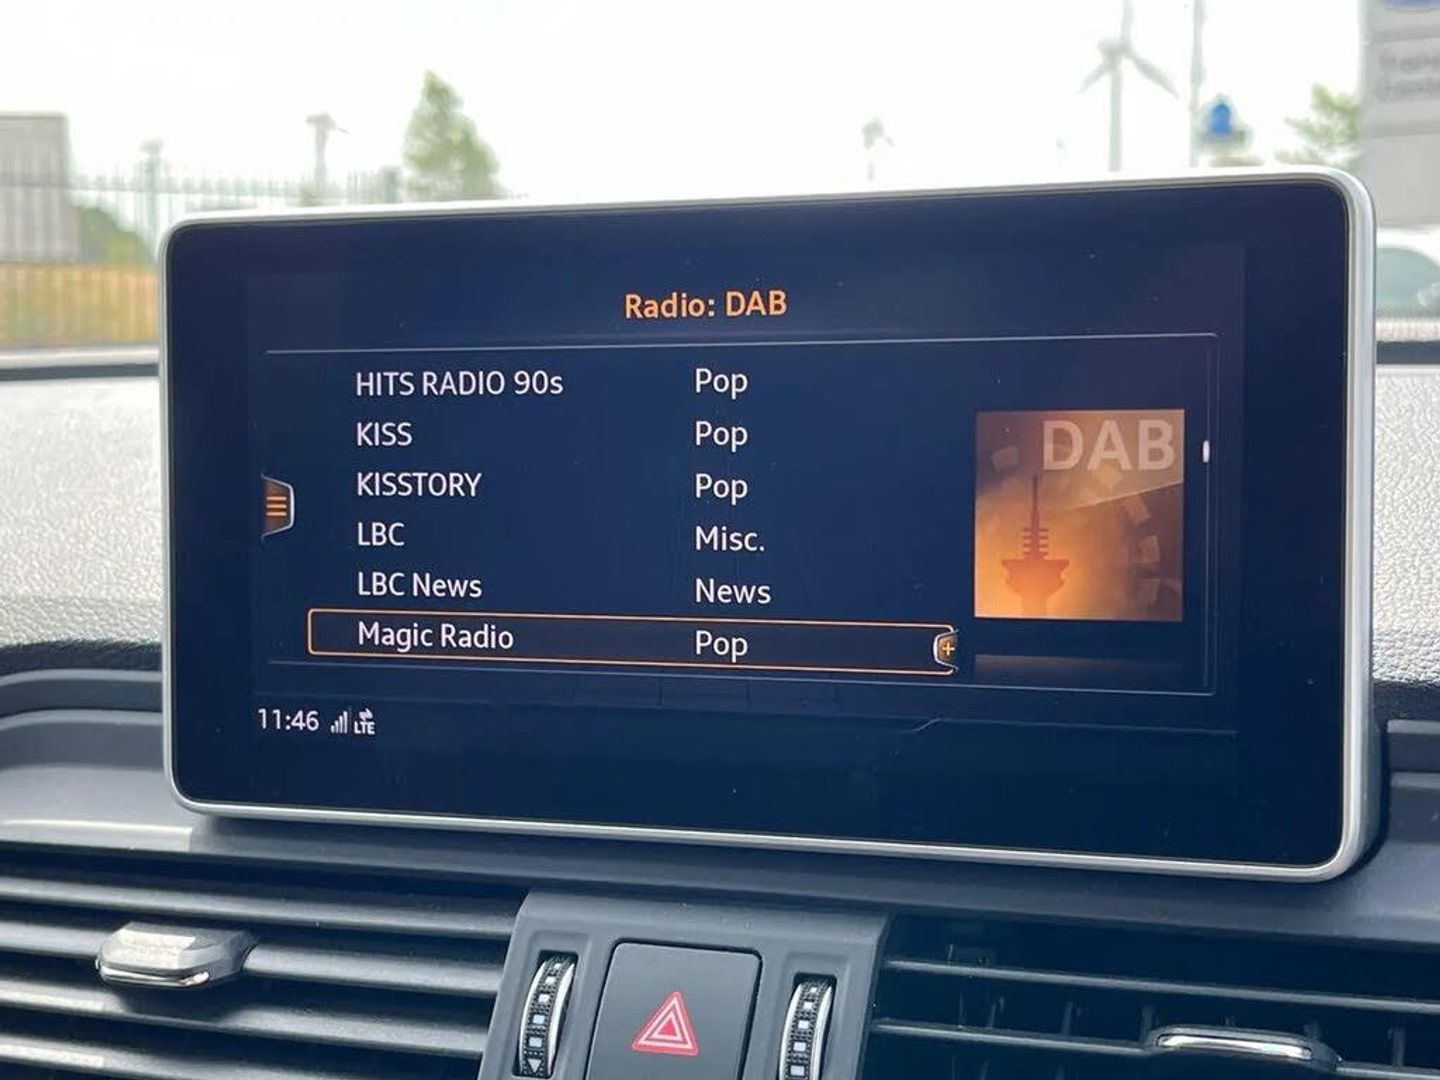 Radio: DAB
HITS RADIO 90s Pop
KISS Pop
KISSTORY Pop
LBC Misc.
LBC News News
Magic Radio Pop
DAB
11:46 LTE